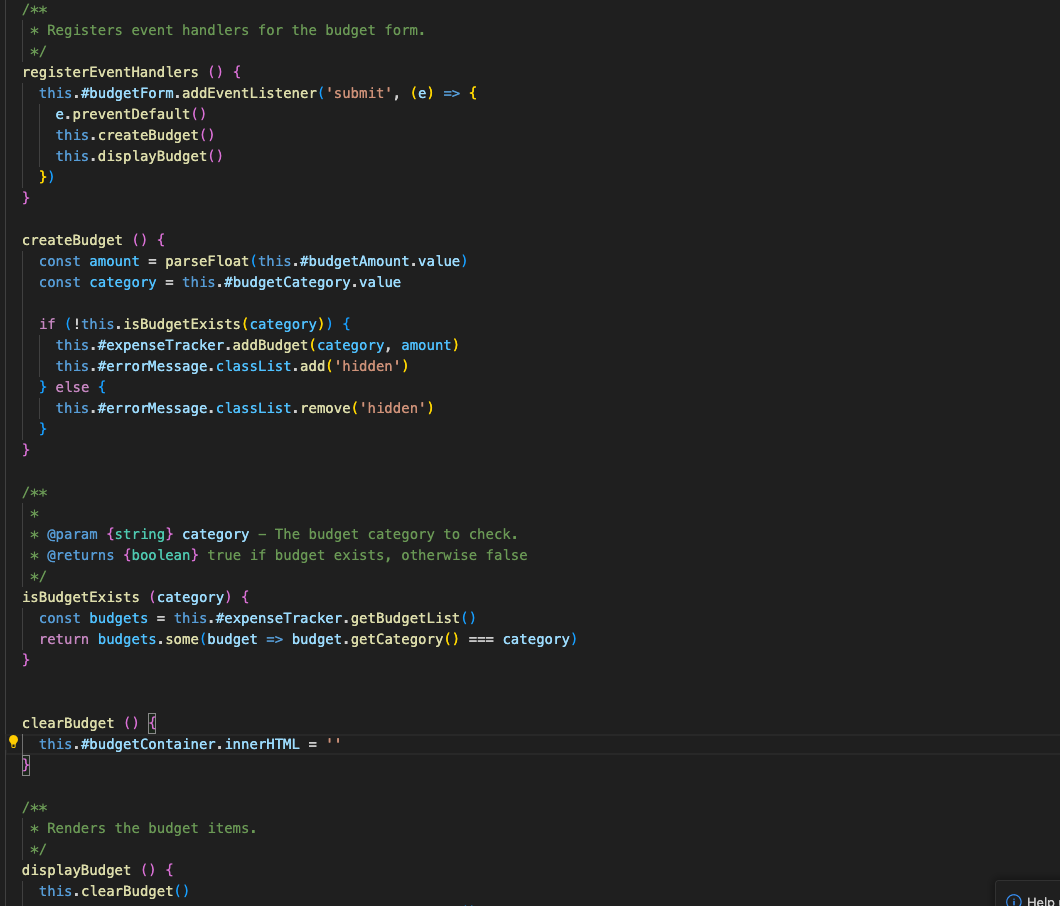 /**
 * Registers event handlers for the budget form.
 */
registerEventHandlers () {
  this.#budgetForm.addEventListener('submit', (e) => {
    e.preventDefault()
    this.createBudget()
    this.displayBudget()
  })
}

createBudget () {
  const amount = parseFloat(this.#budgetAmount.value)
  const category = this.#budgetCategory.value

  if (!this.isBudgetExists(category)) {
    this.#expenseTracker.addBudget(category, amount)
    this.#errorMessage.classList.add('hidden')
  } else {
    this.#errorMessage.classList.remove('hidden')
  }
}

/**
 *
 * @param {string} category – The budget category to check.
 * @returns {boolean} true if budget exists, otherwise false
 */
isBudgetExists (category) {
  const budgets = this.#expenseTracker.getBudgetList()
  return budgets.some(budget => budget.getCategory() === category)
}

clearBudget () {
  this.#budgetContainer.innerHTML = ''
}

/**
 * Renders the budget items.
 */
displayBudget () {
  this.clearBudget()
Help